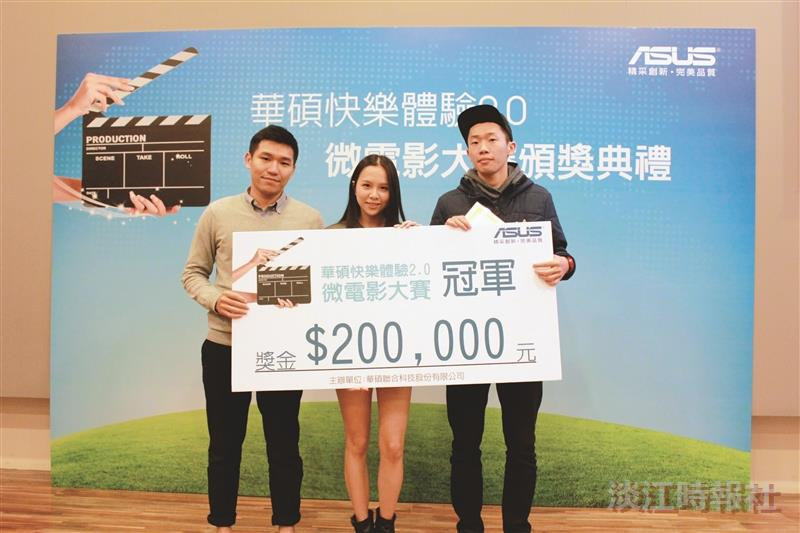 ASUS
精采創新・完美品質
華碩快樂體驗2.0
微電影大賽頒獎典禮
PRODUCTION
DIRECTOR
SCENE TAKE ROLL
ASUS
精采創新・完美品質
華碩快樂體驗2.0
微電影大賽 冠軍
PRODUCTION
獎金 $200,000 元
主辦單位:華碩聯合科技股份有限公司
淡江時報社